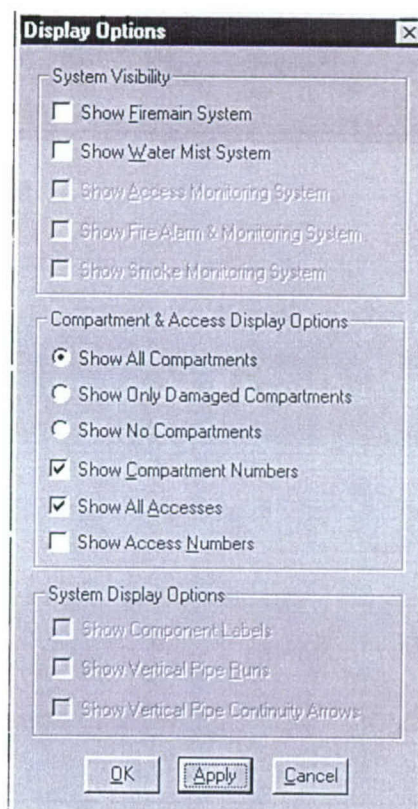 Display Options
System Visibility
Show Firemain System
Show Water Mist System
Show Access Monitoring System
Show Fire Alarm & Monitoring System
Show Smoke Monitoring System
Compartment & Access Display Options
Show All Compartments
Show Only Damaged Compartments
Show No Compartments
Show Compartment Numbers
Show All Accesses
Show Access Numbers
System Display Options
Show Component Labels
Show Vertical Pipe Runs
Show Vertical Pipe Continuity Arrows
OK Apply Cancel